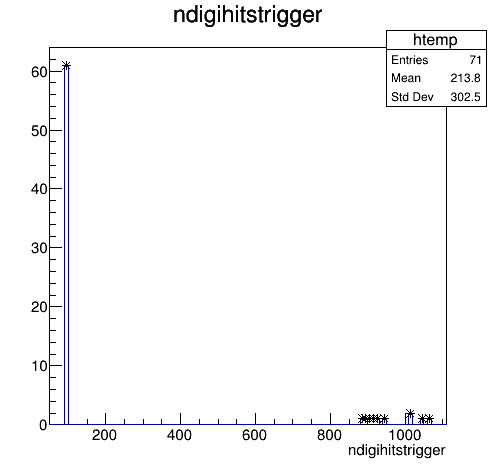 ndigihitstrigger
htemp
Entries 71
Mean 213.8
Std Dev 302.5
60
50
40
30
20
10
0
200 400 600 800 1000
ndigihitstrigger